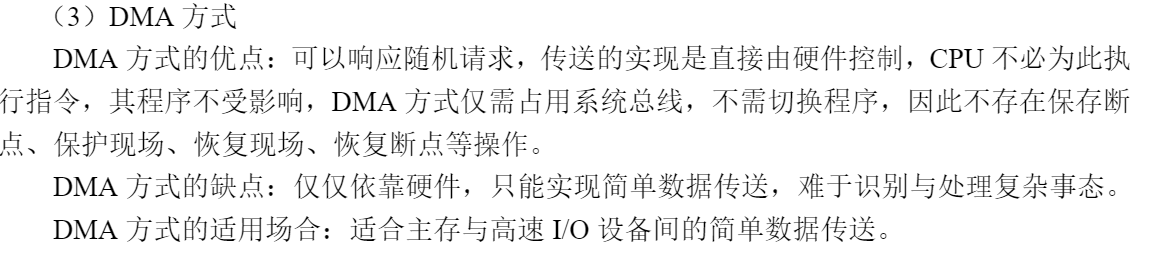 （3）DMA 方式
DMA 方式的优点：可以响应随机请求，传送的实现是直接由硬件控制，CPU 不必为此执
行指令，其程序不受影响，DMA 方式仅需占用系统总线，不需切换程序，因此不存在保存断
点、保护现场、恢复现场、恢复断点等操作。
DMA 方式的缺点：仅仅依靠硬件，只能实现简单数据传送，难于识别与处理复杂事态。
DMA 方式的适用场合：适合主存与高速 I/O 设备间的简单数据传送。